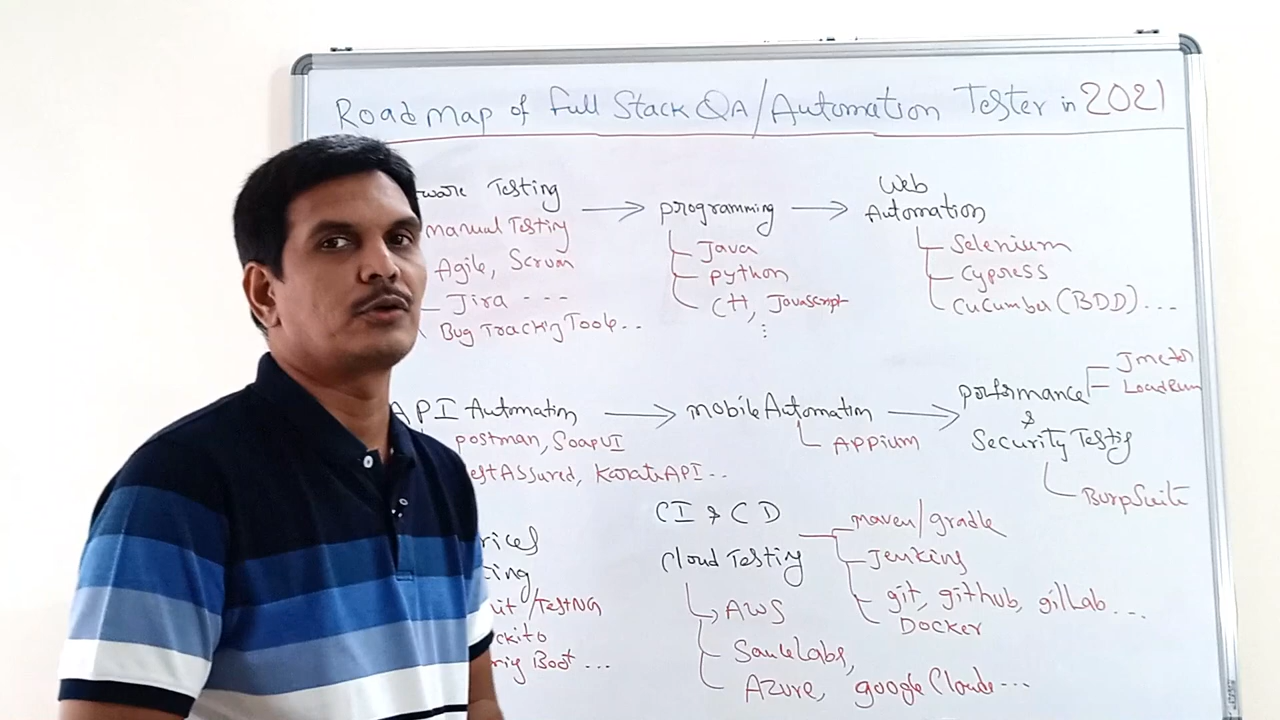 Road Map of Full Stack QA/Automation Tester in 2021
ware Testing
Manual Testing
Agile, Scrum
Jira - - -
Bug Tracking Tools..
programming
Java
python
C++, JavaScript
Web
Automation
Selenium
Cypress
Cucumber (BDD)...
API Automation
postman, SoapUI
estAssured, KarateAPI..
mobile Automation
Appium
performance
&
Security Testing
Jmeter
LoadRun
BurpSuite
rices
ting
nit/TestNG
ckito
ring Boot...
CI & CD
maven/gradle
Jenkins
git, github, gitlab...
Docker
Cloud Testing
AWS
SauceLabs,
Azure, google Clouds...